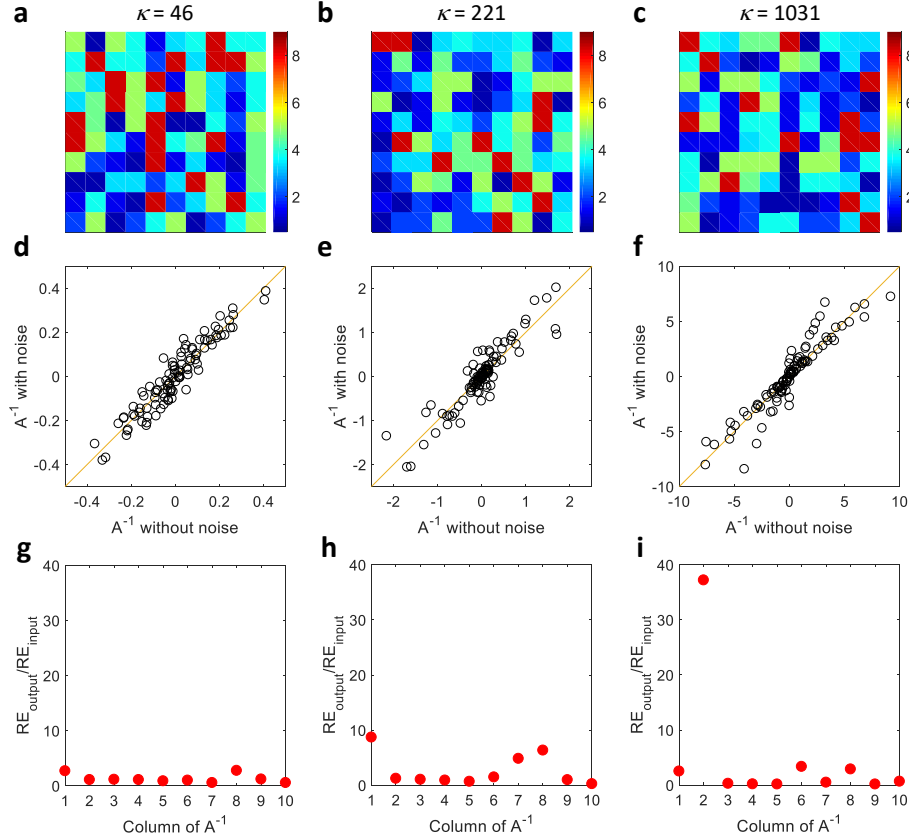 a κ = 46
b κ = 221
c κ = 1031
8
6
4
2
8
6
4
2
8
6
4
2
d
0.4
0.2
0
-0.2
-0.4
A⁻¹ with noise
-0.4 -0.2 0 0.2 0.4
A⁻¹ without noise
e
2
1
0
-1
-2
A⁻¹ with noise
-2 -1 0 1 2
A⁻¹ without noise
f
10
5
0
-5
-10
A⁻¹ with noise
-10 -5 0 5 10
A⁻¹ without noise
g
40
30
20
10
0
RE_output/RE_input
1 2 3 4 5 6 7 8 9 10
Column of A⁻¹
h
40
30
20
10
0
RE_output/RE_input
1 2 3 4 5 6 7 8 9 10
Column of A⁻¹
i
40
30
20
10
0
RE_output/RE_input
1 2 3 4 5 6 7 8 9 10
Column of A⁻¹